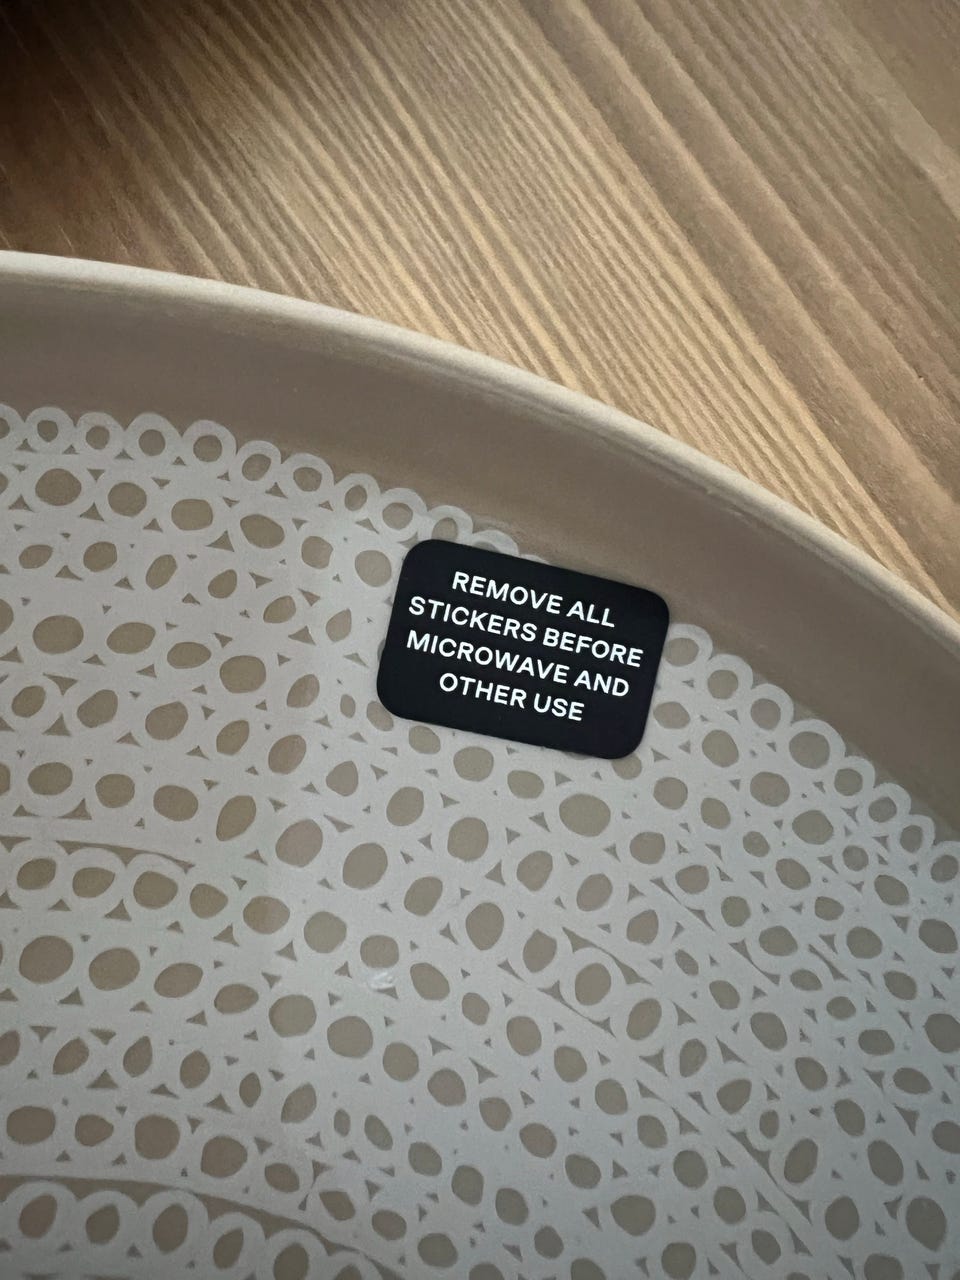 REMOVE ALL
STICKERS BEFORE
MICROWAVE AND
OTHER USE